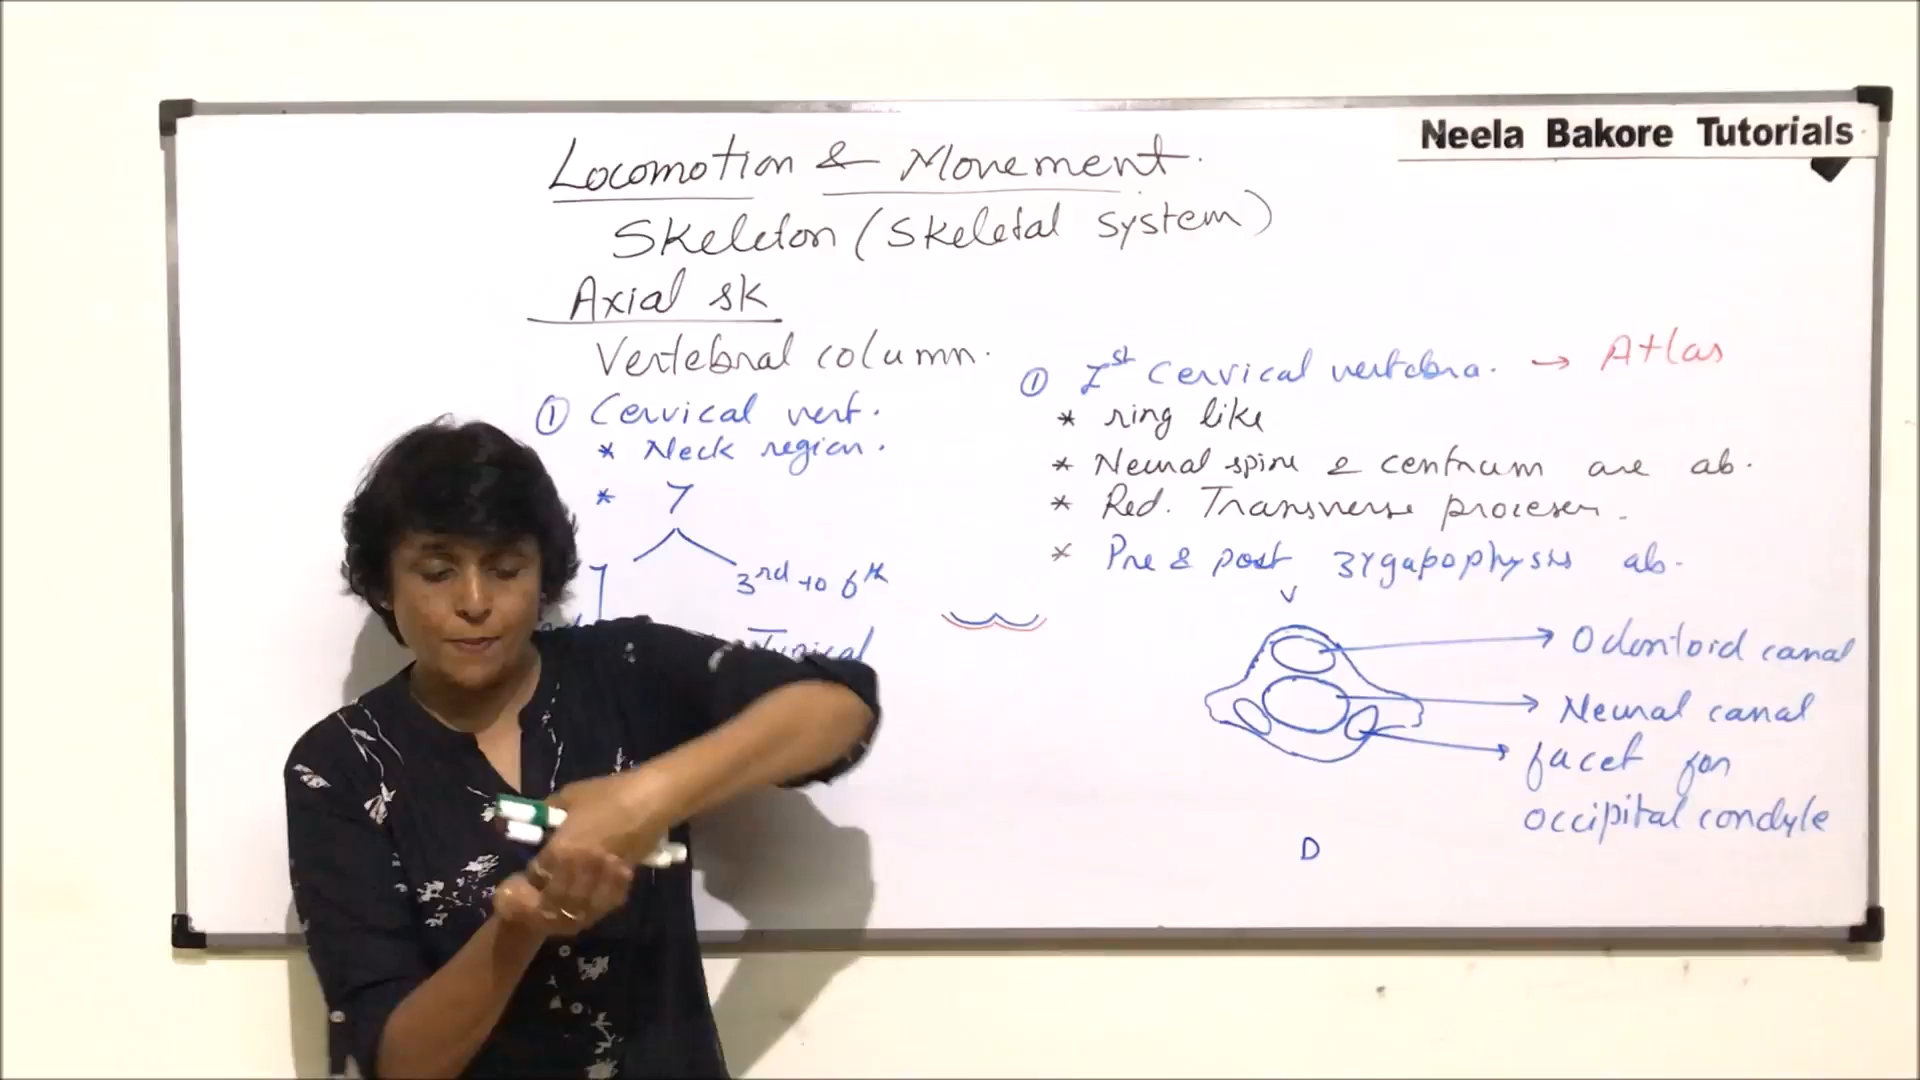 Neela Bakore Tutorials
Locomotion & Movement.
Skeleton (Skeletal system)
Axial sk
Vertebral column.
① Cervical vert.
* Neck region.
* 7
3rd to 6th
Typical
① Ist Cervical vertebra. → Atlas
* ring like
* Neural spine & centrum are ab.
* Red. Transverse processes.
* Pre & post zygapophysis ab.
V
Odontoid canal
Neural canal
facet for
occipital condyle
D